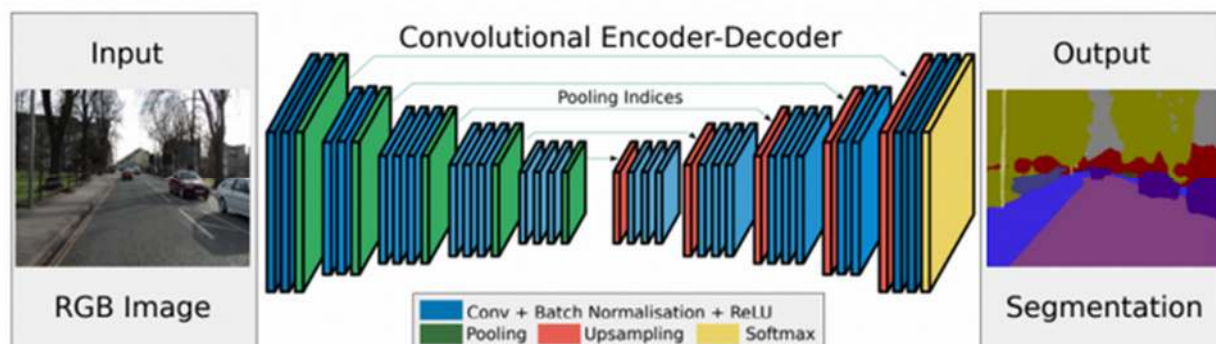 Input
RGB Image
Convolutional Encoder-Decoder
Pooling Indices
Conv + Batch Normalisation + ReLU
Pooling Upsampling Softmax
Output
Segmentation